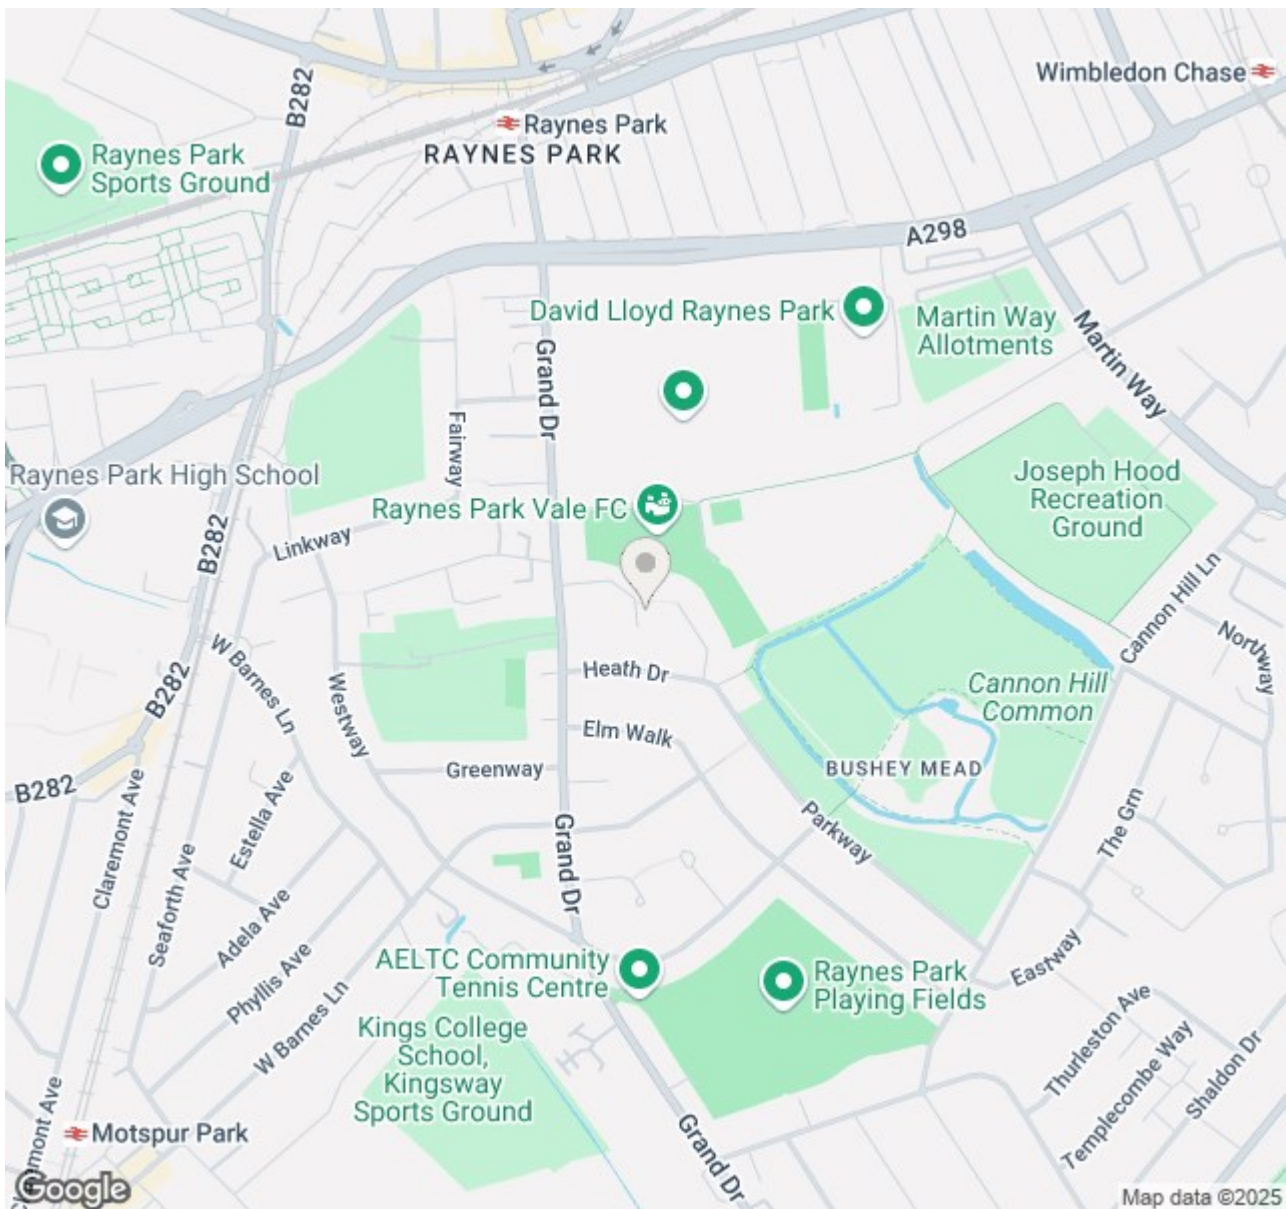 Wimbledon Chase
B282
Raynes Park
RAYNES PARK
Raynes Park
Sports Ground
A298
David Lloyd Raynes Park
Martin Way
Allotments
Martin Way
Grand Dr
Fairway
Raynes Park High School
Joseph Hood
Recreation
Ground
Raynes Park Vale FC
B282
Linkway
Cannon Hill Ln
Northway
W Barnes Ln
B282
Westway
Heath Dr
Cannon Hill
Common
Elm Walk
Greenway
BUSHEY MEAD
B282
Claremont Ave
Estella Ave
Parkway
The Grn
Grand Dr
Seaforth Ave
Adela Ave
Phyllis Ave
W Barnes Ln
AELTC Community
Tennis Centre
Raynes Park
Playing Fields
Eastway
Kings College
School,
Kingsway
Sports Ground
Thurleston Ave
Templecombe Way
Shaldon Dr
Claremont Ave
Motspur Park
Grand Dr
Google
Map data ©2025